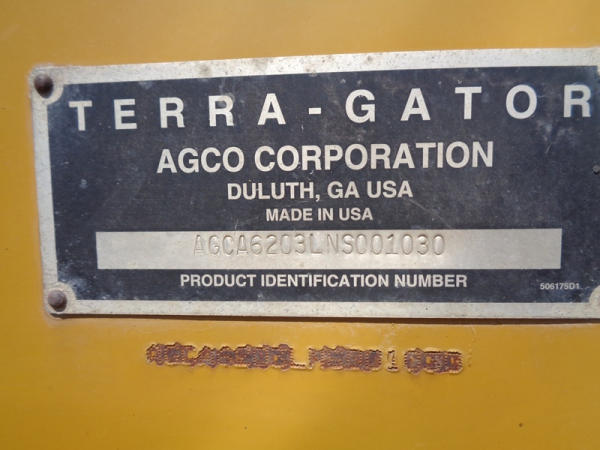 TERRA-GATOR
AGCO CORPORATION
DULUTH, GA USA
MADE IN USA
AGCA6203LNS001030
PRODUCT IDENTIFICATION NUMBER
506175D1